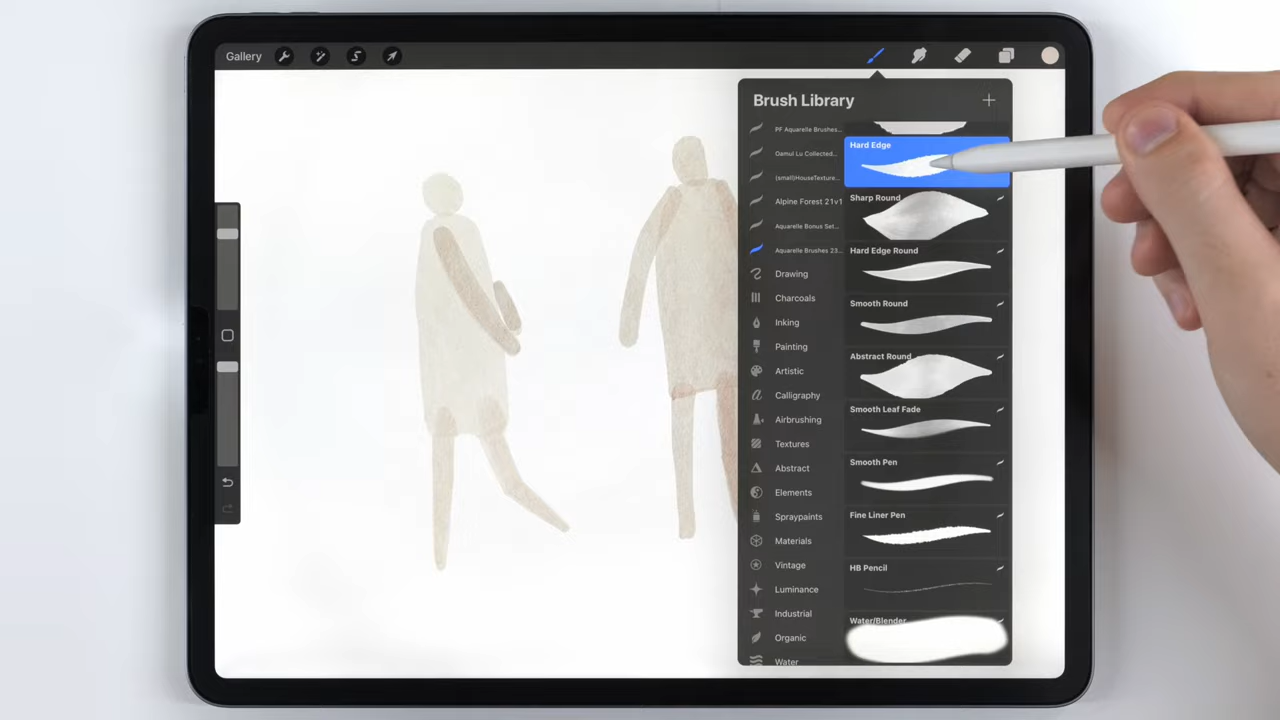 Gallery
Brush Library
PF Aquarelle Brushes...
Oamul Lu Collected...
(small)HouseTexture...
Alpine Forest 21v1
Aquarelle Bonus Set...
Aquarelle Brushes 23...
Drawing
Charcoals
Inking
Painting
Artistic
Calligraphy
Airbrushing
Textures
Abstract
Elements
Spraypaints
Materials
Vintage
Luminance
Industrial
Organic
Water
Hard Edge
Sharp Round
Hard Edge Round
Smooth Round
Abstract Round
Smooth Leaf Fade
Smooth Pen
Fine Liner Pen
HB Pencil
Water/Blender